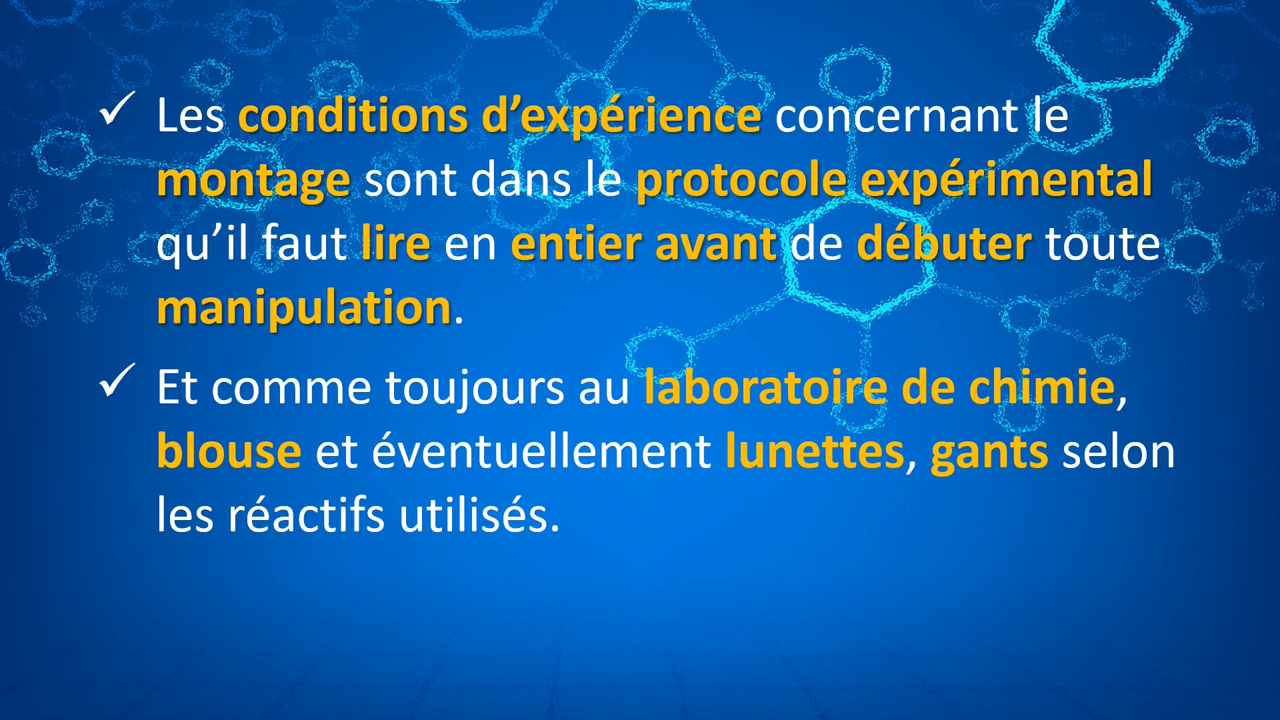 ✓ Les conditions d’expérience concernant le
montage sont dans le protocole expérimental
qu’il faut lire en entier avant de débuter toute
manipulation.
✓ Et comme toujours au laboratoire de chimie,
blouse et éventuellement lunettes, gants selon
les réactifs utilisés.